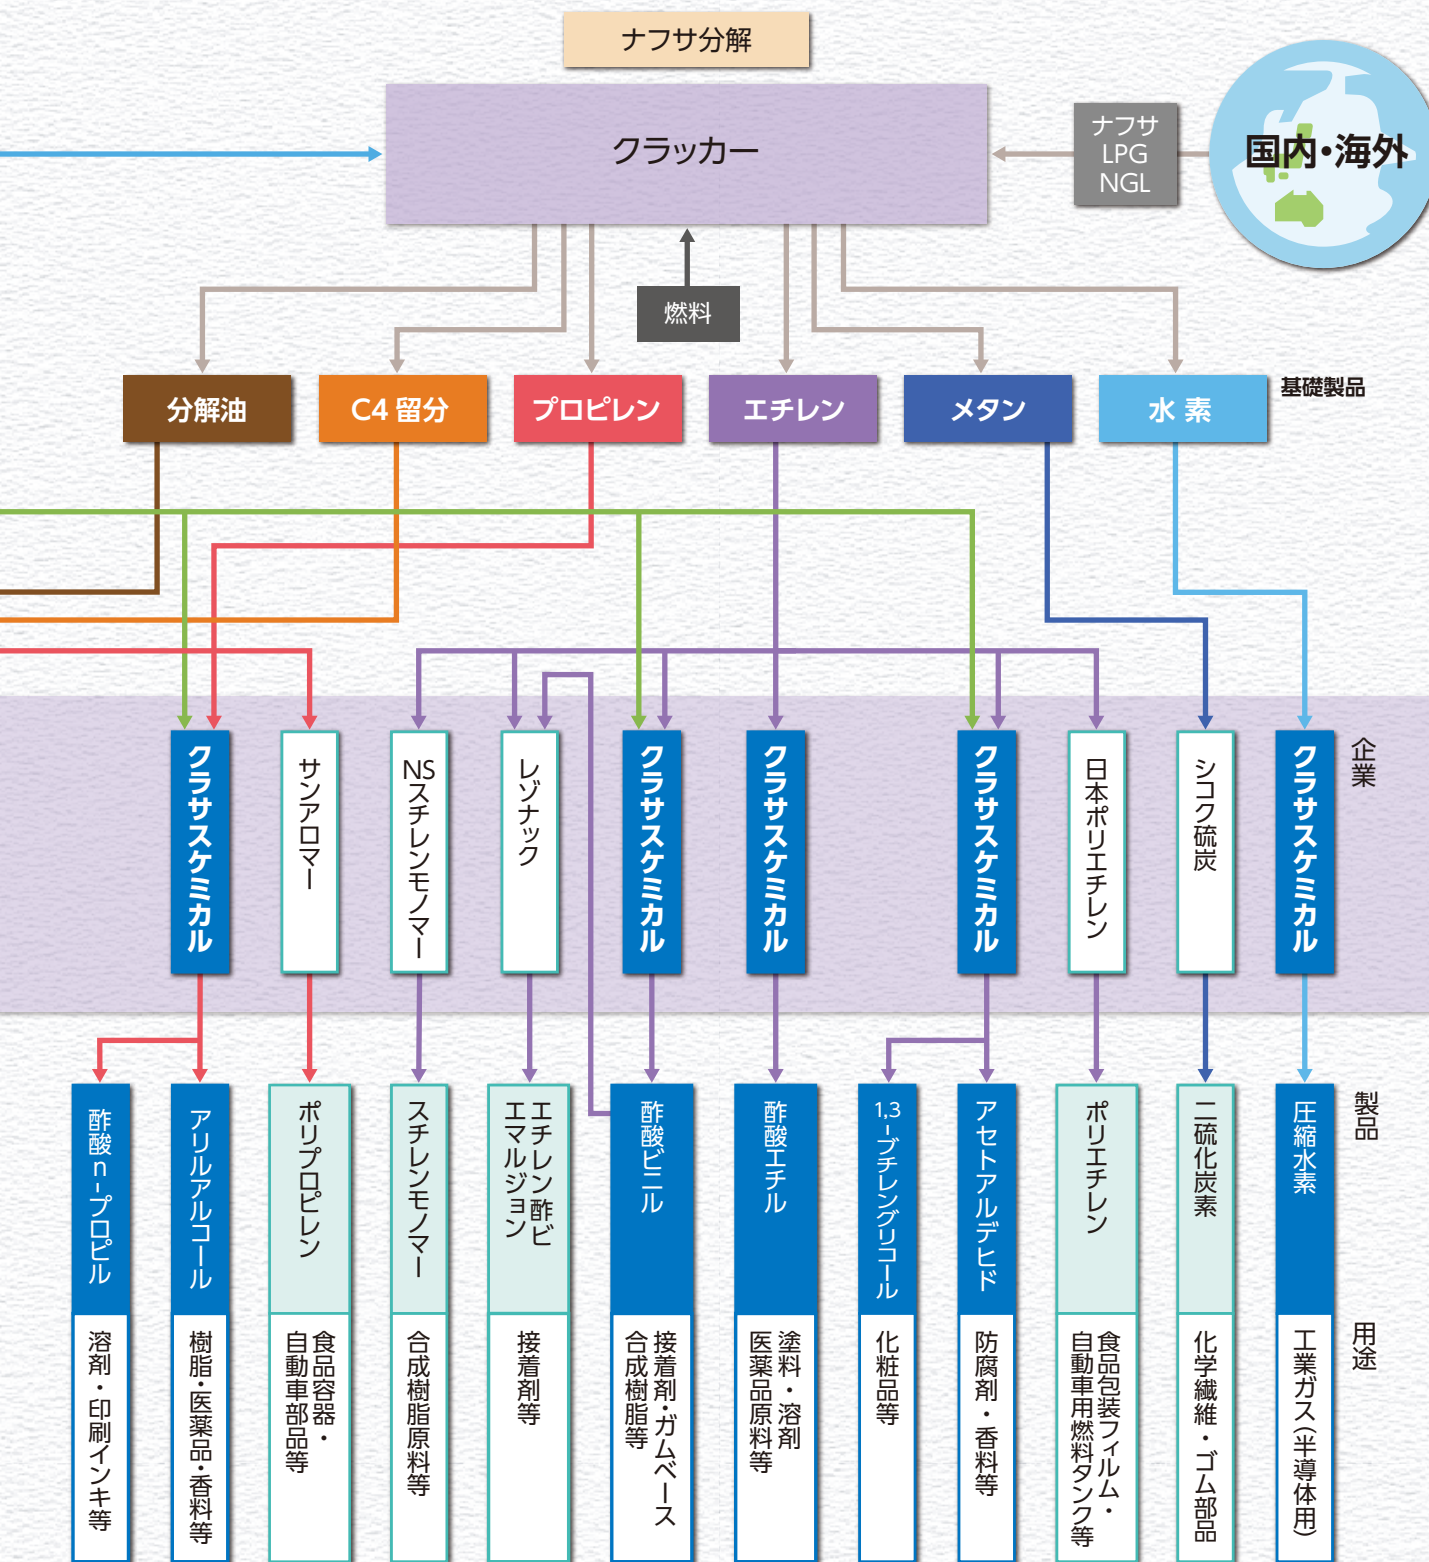 ナフサ分解
クラッカー
ナフサ
LPG
NGL
国内・海外
燃料
分解油
C4 留分
プロピレン
エチレン
メタン
水 素
基礎製品
クラサスケミカル
サンアロマー
NSスチレンモノマー
レゾナック
クラサスケミカル
クラサスケミカル
クラサスケミカル
日本ポリエチレン
シコク硫炭
クラサスケミカル
企業
酢酸n-プロピル
アリルアルコール
ポリプロピレン
スチレンモノマー
エチレン酢ビ
エマルジョン
酢酸ビニル
酢酸エチル
1,3-ブチレングリコール
アセトアルデヒド
ポリエチレン
二硫化炭素
圧縮水素
製品
溶剤・印刷インキ等
樹脂・医薬品・香料等
食品容器・
自動車部品等
合成樹脂原料等
接着剤等
接着剤・ガムベース
合成樹脂等
塗料・溶剤
医薬品原料等
化粧品等
防腐剤・香料等
食品包装フィルム・
自動車用燃料タンク等
化学繊維・ゴム部品
工業ガス(半導体用)
用途